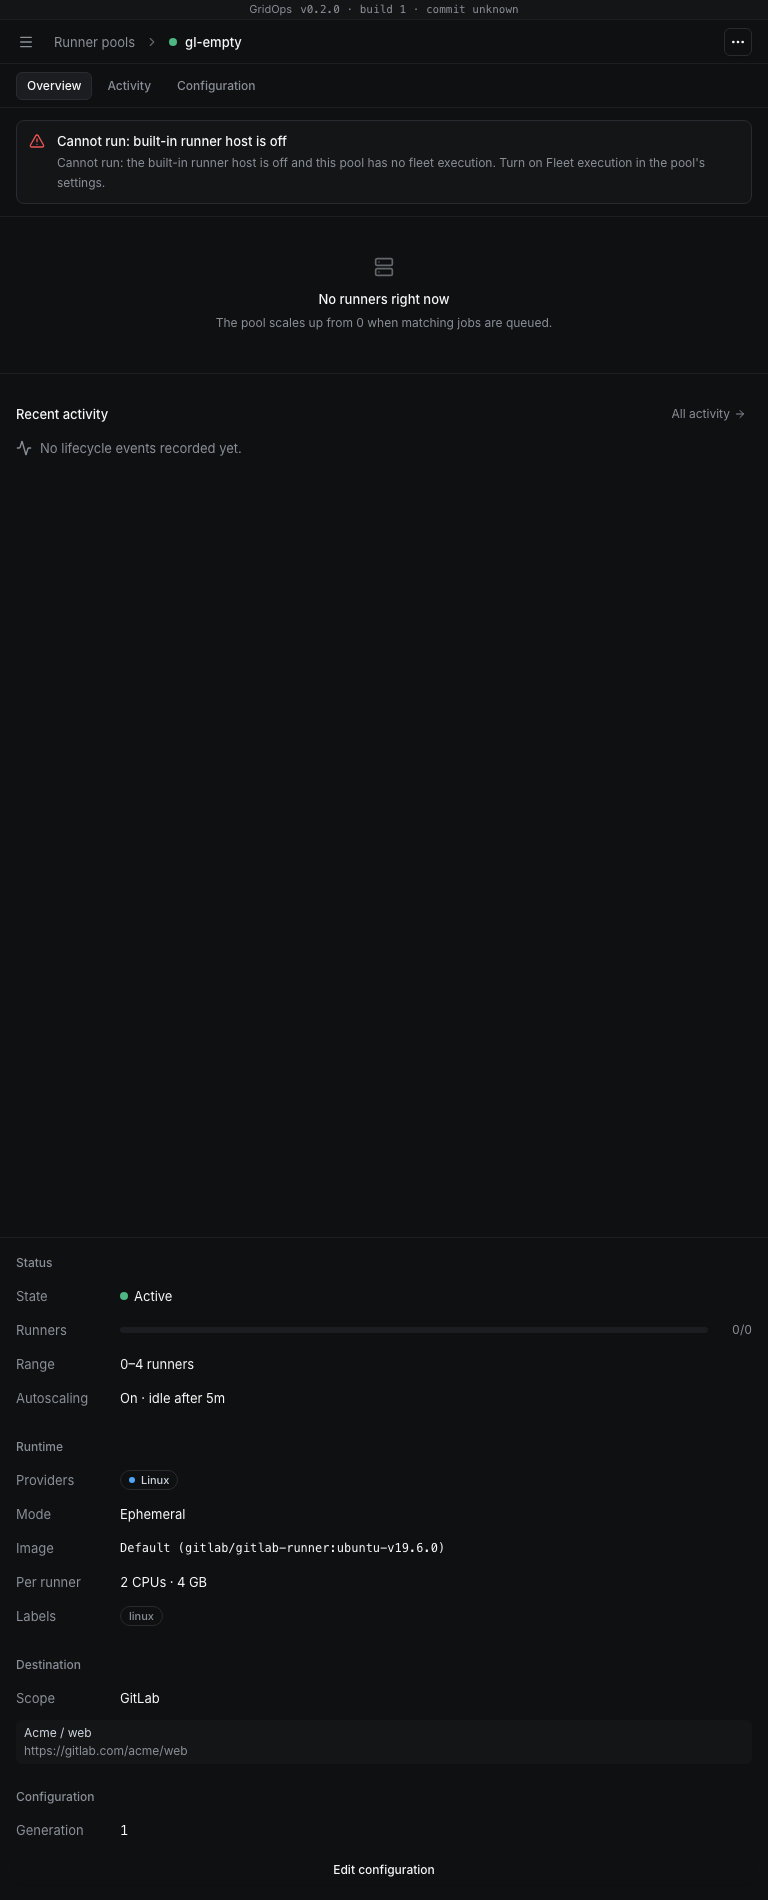 GridOps v0.2.0 · build 1 · commit unknown
Runner pools > gl-empty
Overview Activity Configuration
Cannot run: built-in runner host is off
Cannot run: the built-in runner host is off and this pool has no fleet execution. Turn on Fleet execution in the pool's
settings.
No runners right now
The pool scales up from 0 when matching jobs are queued.
Recent activity All activity →
No lifecycle events recorded yet.
Status
State Active
Runners 0/0
Range 0–4 runners
Autoscaling On · idle after 5m
Runtime
Providers Linux
Mode Ephemeral
Image Default (gitlab/gitlab-runner:ubuntu-v19.6.0)
Per runner 2 CPUs · 4 GB
Labels linux
Destination
Scope GitLab
Acme / web
https://gitlab.com/acme/web
Configuration
Generation 1
Edit configuration